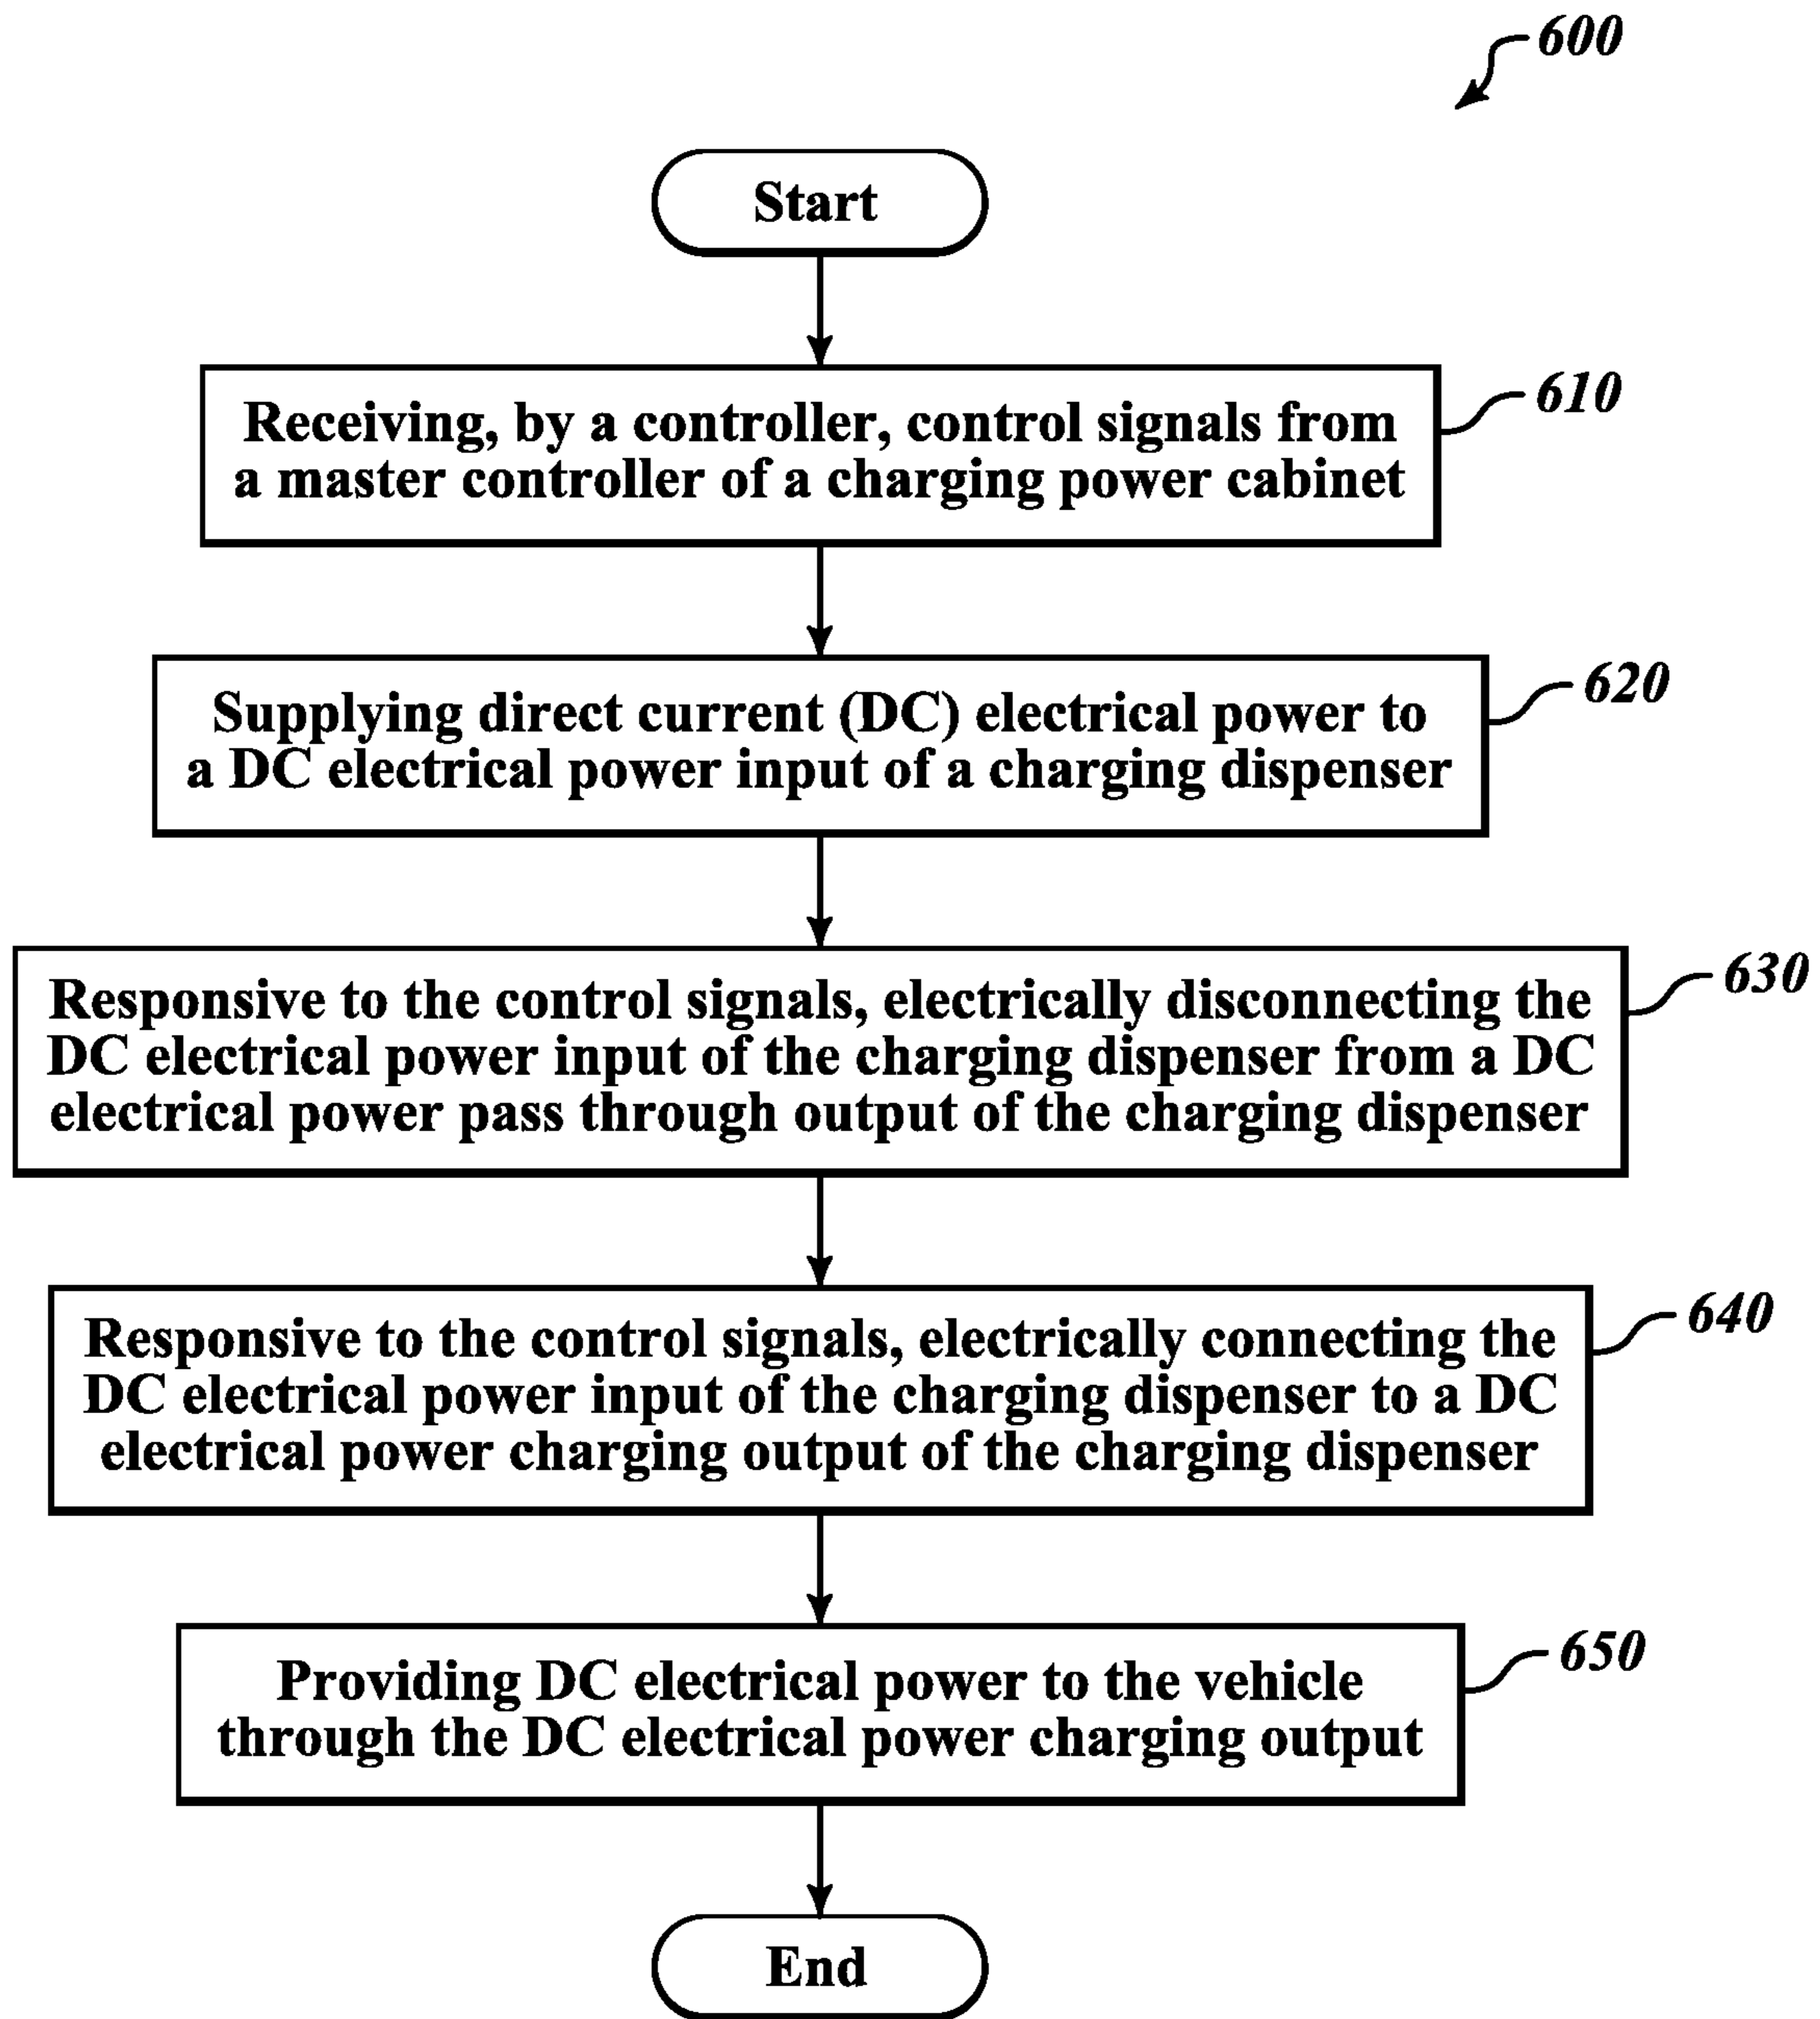 600
Start
Receiving, by a controller, control signals from
a master controller of a charging power cabinet
610
Supplying direct current (DC) electrical power to
a DC electrical power input of a charging dispenser
620
Responsive to the control signals, electrically disconnecting the
DC electrical power input of the charging dispenser from a DC
electrical power pass through output of the charging dispenser
630
Responsive to the control signals, electrically connecting the
DC electrical power input of the charging dispenser to a DC
electrical power charging output of the charging dispenser
640
Providing DC electrical power to the vehicle
through the DC electrical power charging output
650
End